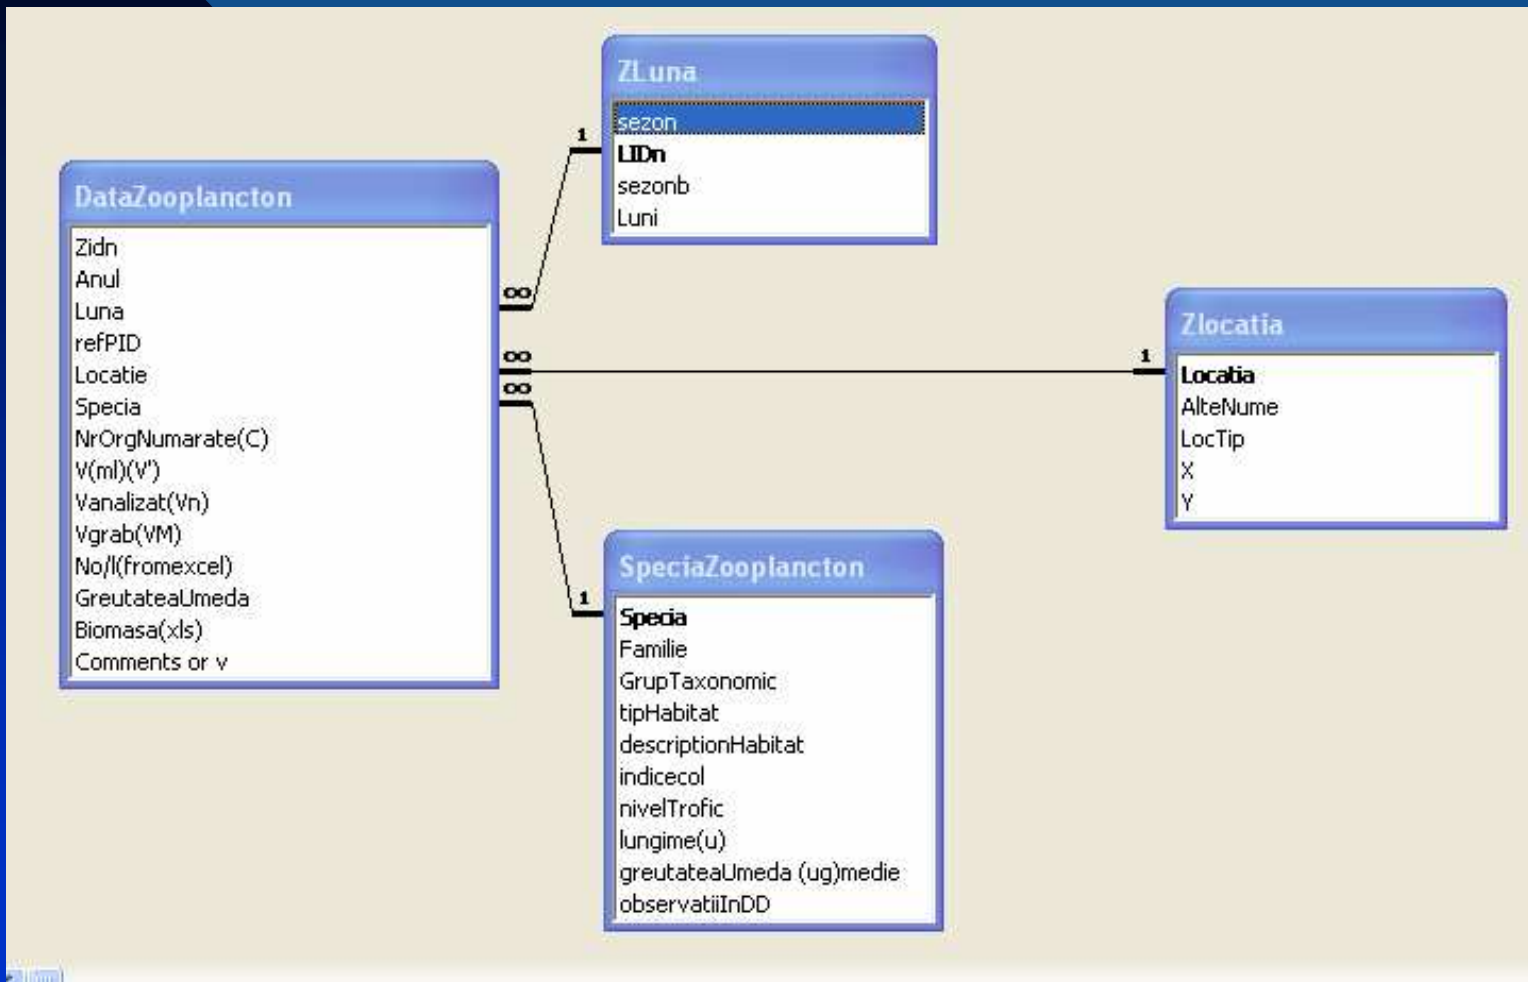 ZLuna
sezon
LIDn
sezonb
Luni
DataZooplancton
Zidn
Anul
Luna
refPID
Locatie
Specia
NrOrgNumarate(C)
V(ml)(V')
Vanalizat(Vn)
Vgrab(VM)
No/l(fromexcel)
GreutateaUmeda
Biomasa(xls)
Comments or v
1
∞
∞
1
∞
1
Zlocatia
Locatia
AlteNume
LocTip
X
Y
SpeciaZooplancton
Specia
Familie
GrupTaxonomic
tipHabitat
descriptionHabitat
indicecol
nivelTrofic
lungime(u)
greutateaUmeda (ug)medie
observatiiInDD